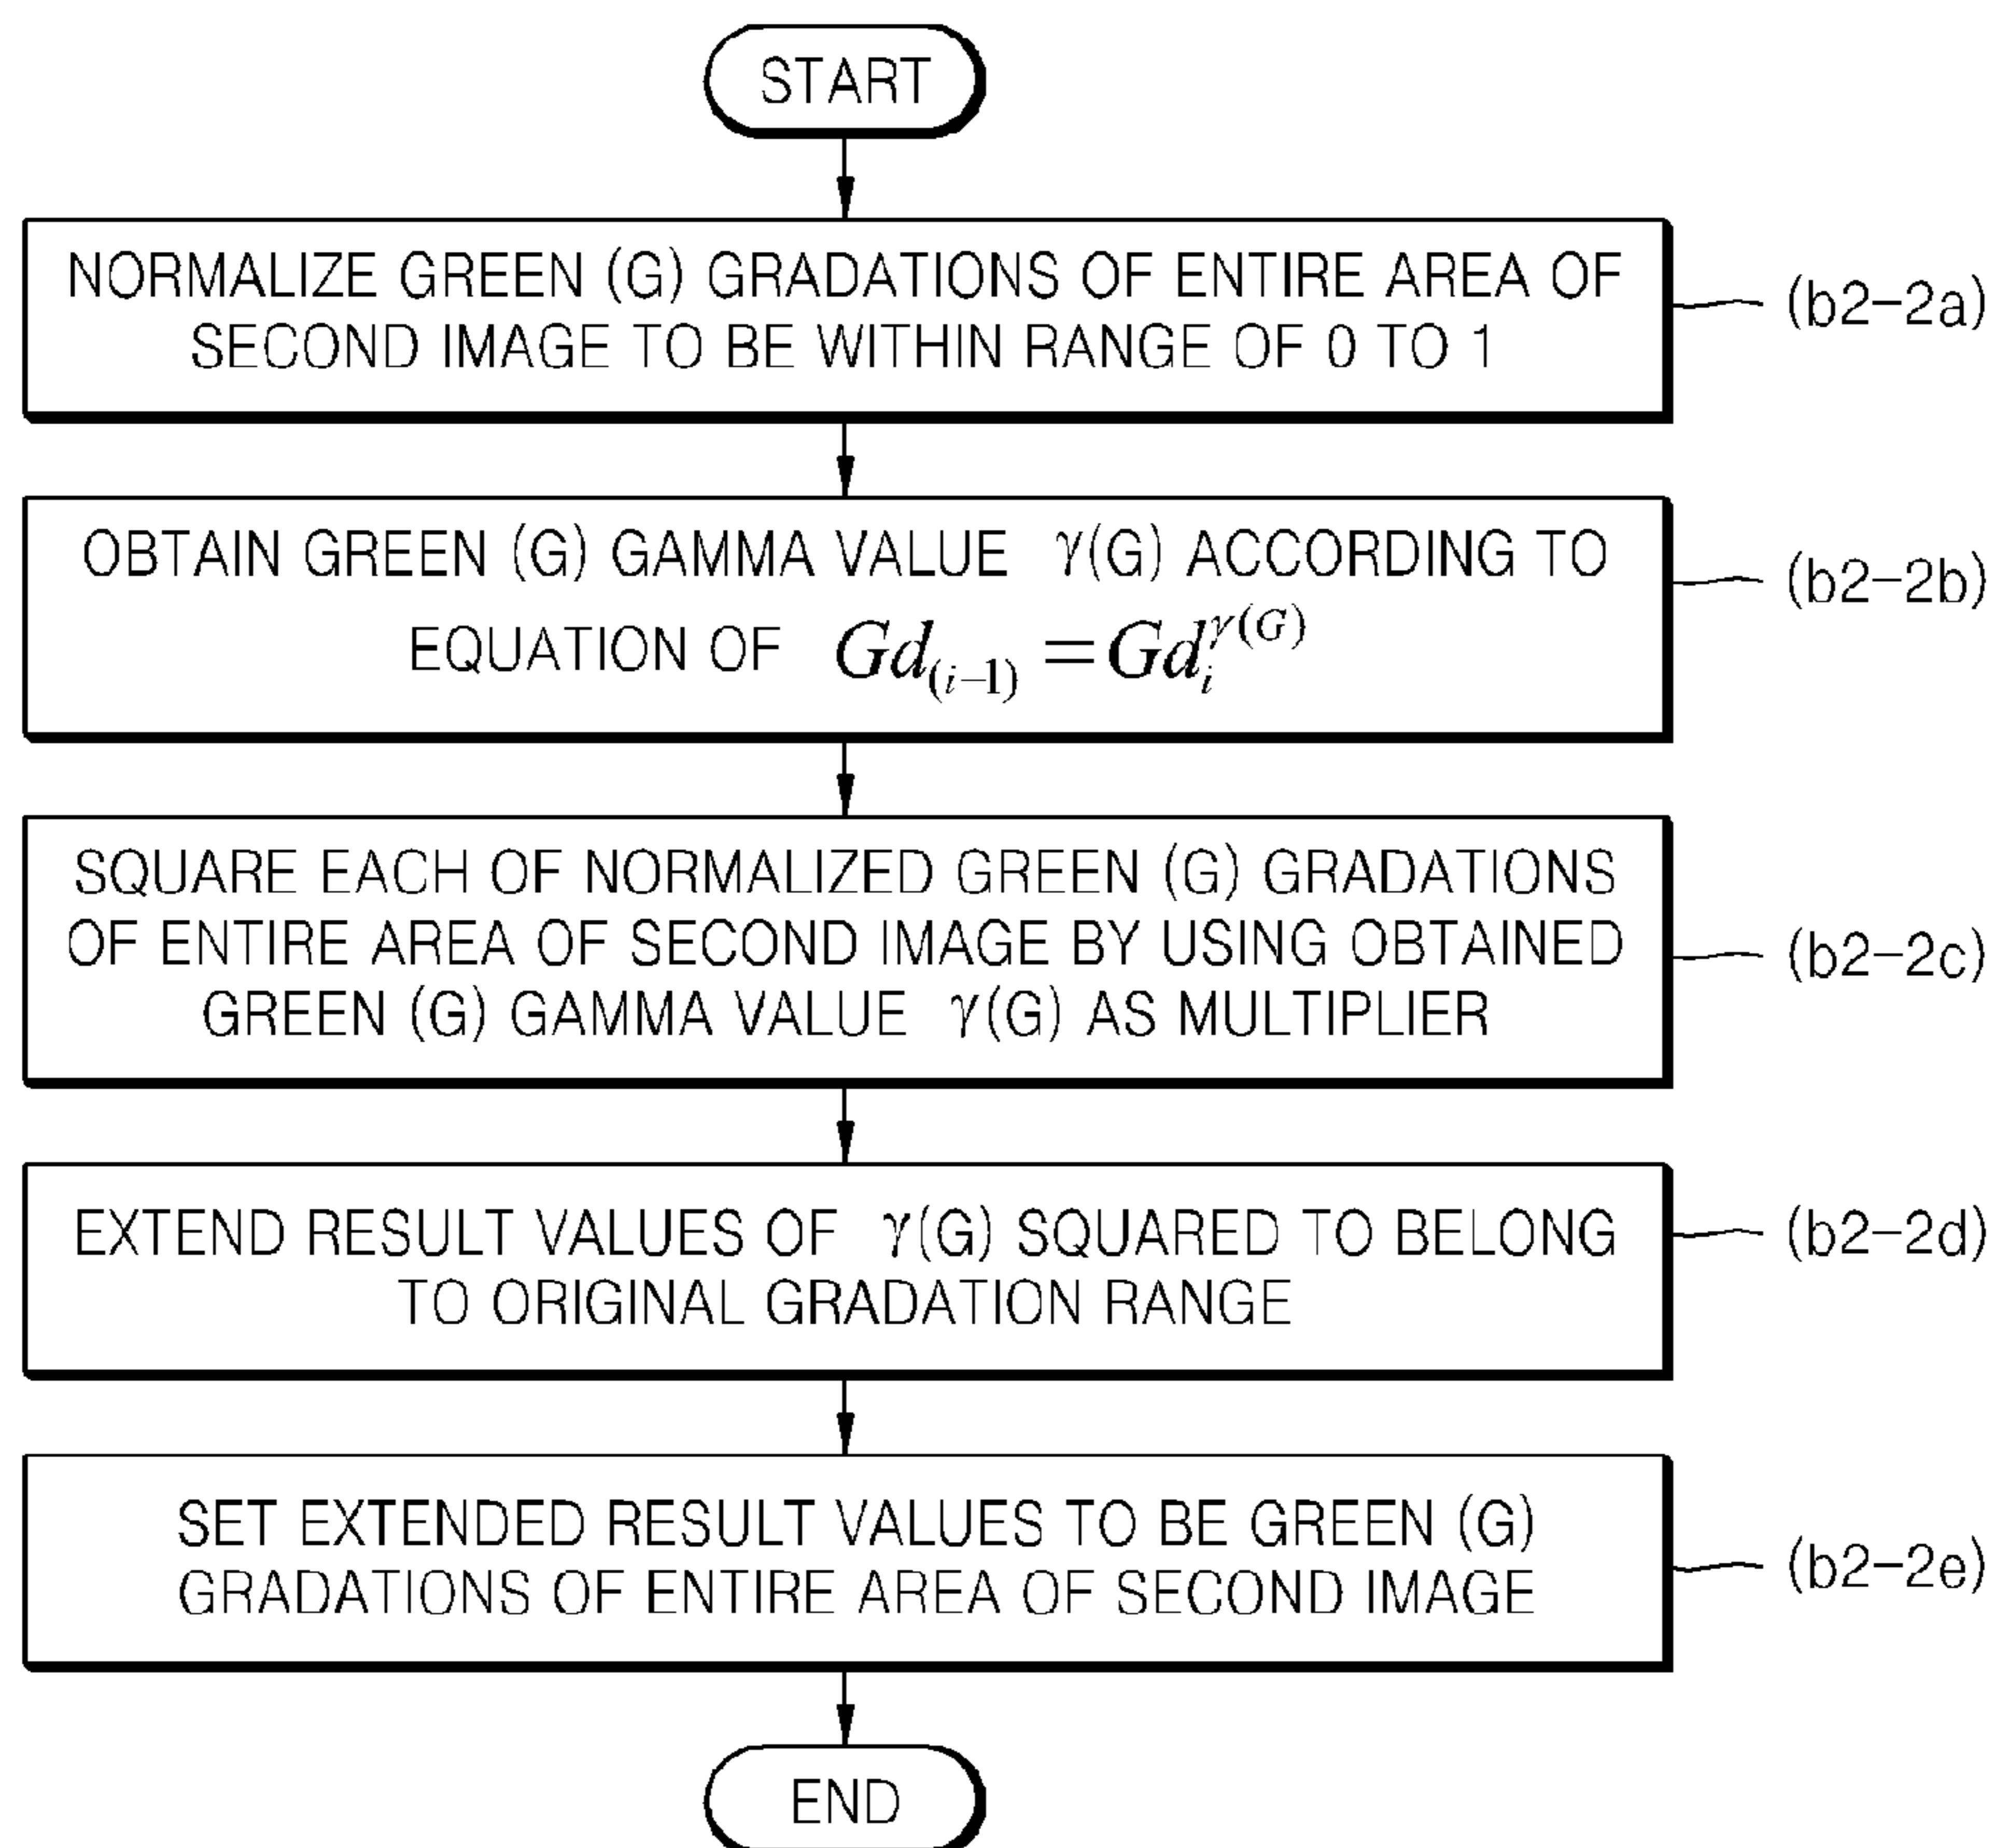 START
NORMALIZE GREEN (G) GRADATIONS OF ENTIRE AREA OF
SECOND IMAGE TO BE WITHIN RANGE OF 0 TO 1
(b2-2a)
OBTAIN GREEN (G) GAMMA VALUE γ(G) ACCORDING TO
EQUATION OF Gd_{(i-1)} = Gd_i^{γ(G)}
(b2-2b)
SQUARE EACH OF NORMALIZED GREEN (G) GRADATIONS
OF ENTIRE AREA OF SECOND IMAGE BY USING OBTAINED
GREEN (G) GAMMA VALUE γ(G) AS MULTIPLIER
(b2-2c)
EXTEND RESULT VALUES OF γ(G) SQUARED TO BELONG
TO ORIGINAL GRADATION RANGE
(b2-2d)
SET EXTENDED RESULT VALUES TO BE GREEN (G)
GRADATIONS OF ENTIRE AREA OF SECOND IMAGE
(b2-2e)
END